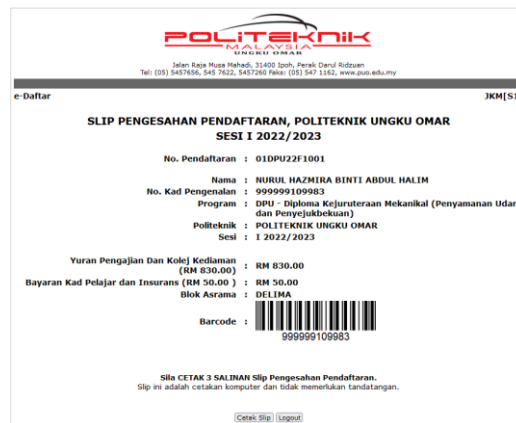 POLITEKNIK
MALAYSIA
UNGKU OMAR
Jalan Raja Musa Mahadi, 31400 Ipoh, Perak Darul Ridzuan
Tel: (05) 5457656, 545 7622, 5457260 Faks: (05) 547 1162, www.puo.edu.my
e-Daftar JKM[S1
SLIP PENGESAHAN PENDAFTARAN, POLITEKNIK UNGKU OMAR
SESI I 2022/2023
No. Pendaftaran : 01DPU22F1001
Nama : NURUL HAZMIRA BINTI ABDUL HALIM
No. Kad Pengenalan : 999999109983
Program : DPU - Diploma Kejuruteraan Mekanikal (Penyamanan Udar
dan Penyejukbekuan)
Politeknik : POLITEKNIK UNGKU OMAR
Sesi : I 2022/2023
Yuran Pengajian Dan Kolej Kediaman
(RM 830.00) : RM 830.00
Bayaran Kad Pelajar dan Insurans (RM 50.00 ) : RM 50.00
Blok Asrama : DELIMA
Barcode :
999999109983
Sila CETAK 3 SALINAN Slip Pengesahan Pendaftaran.
Slip ini adalah cetakan komputer dan tidak memerlukan tandatangan.
Cetak Slip Logout